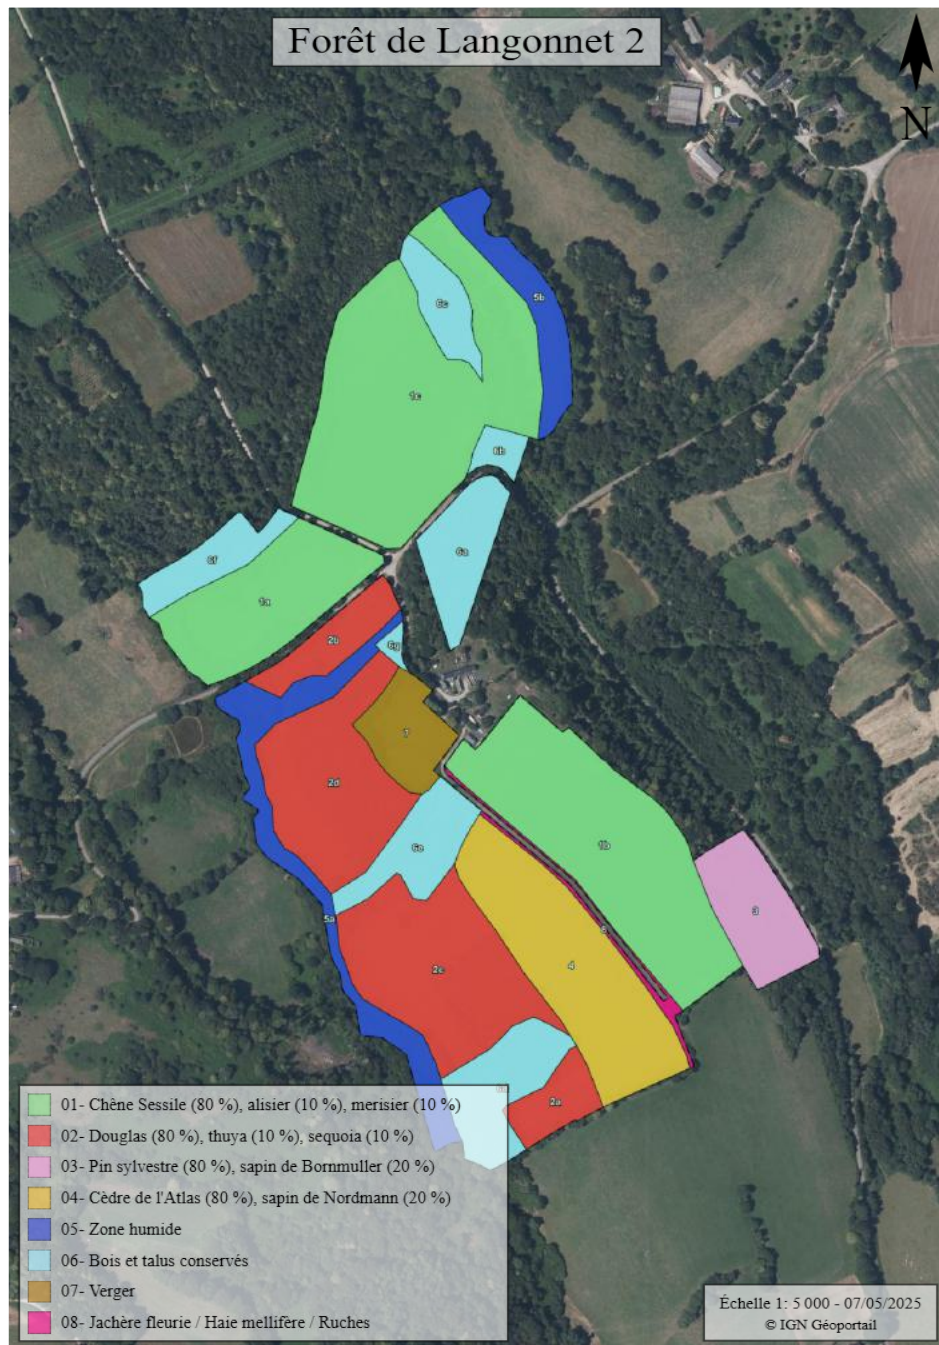 Forêt de Langonnet 2
N
5b
6c
1c
6b
6a
6f
1a
2b
6g
7
2d
1b
6e
3
5a
8
4
2c
2a
01- Chêne Sessile (80 %), alisier (10 %), merisier (10 %)
02- Douglas (80 %), thuya (10 %), sequoia (10 %)
03- Pin sylvestre (80 %), sapin de Bornmuller (20 %)
04- Cèdre de l'Atlas (80 %), sapin de Nordmann (20 %)
05- Zone humide
06- Bois et talus conservés
07- Verger
08- Jachère fleurie / Haie mellifère / Ruches
Échelle 1: 5 000 - 07/05/2025
© IGN Géoportail